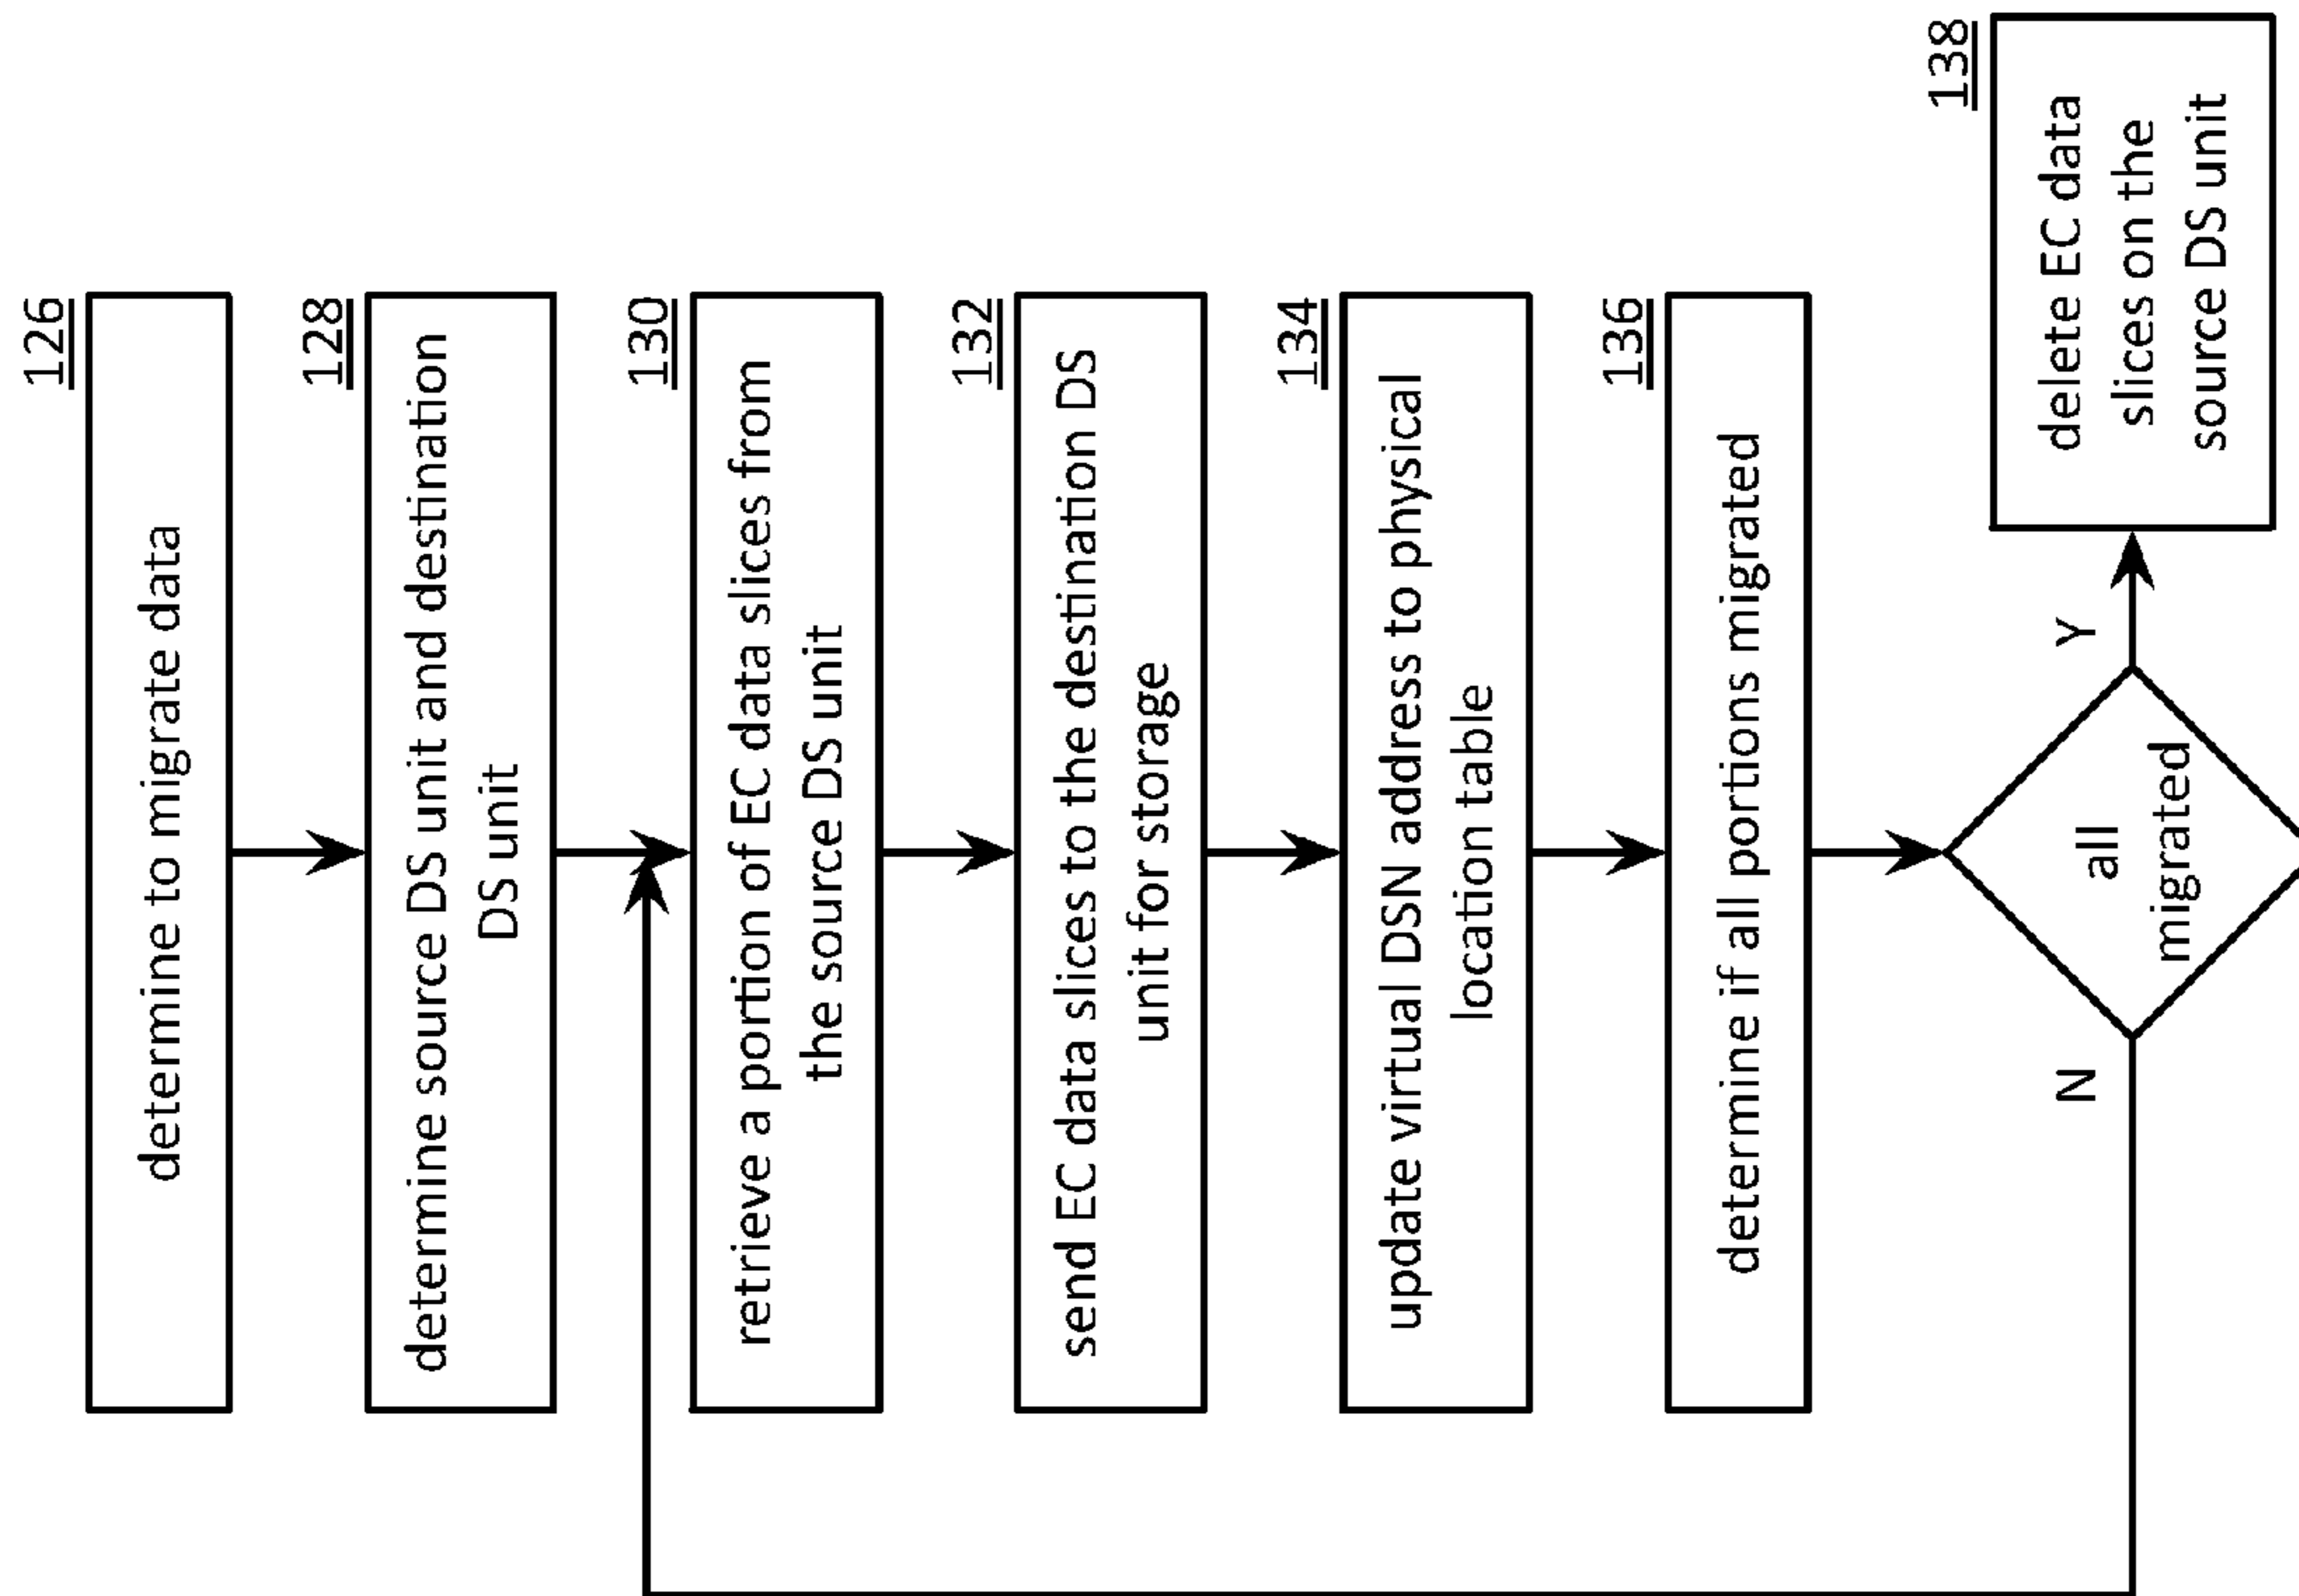 126
determine to migrate data
128
determine source DS unit and destination
DS unit
130
retrieve a portion of EC data slices from
the source DS unit
132
send EC data slices to the destination DS
unit for storage
134
update virtual DSN address to physical
location table
136
determine if all portions migrated
N
all
migrated
Y
138
delete EC data
slices on the
source DS unit